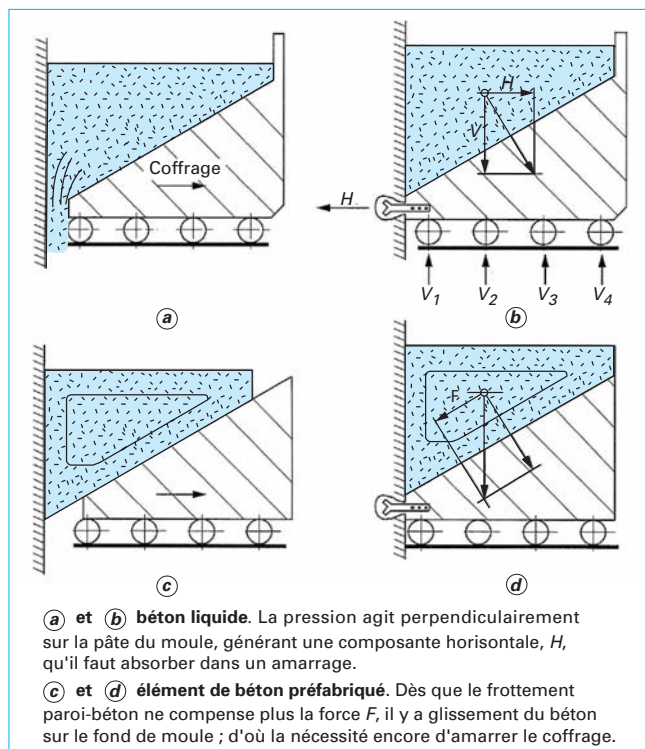 Coffrage
H
V
H
V1 V2 V3 V4
a b
F
c d
a et b béton liquide. La pression agit perpendiculairement
sur la pâte du moule, générant une composante horisontale, H,
qu'il faut absorber dans un amarrage.
c et d élément de béton préfabriqué. Dès que le frottement
paroi-béton ne compense plus la force F, il y a glissement du béton
sur le fond de moule ; d'où la nécessité encore d'amarrer le coffrage.